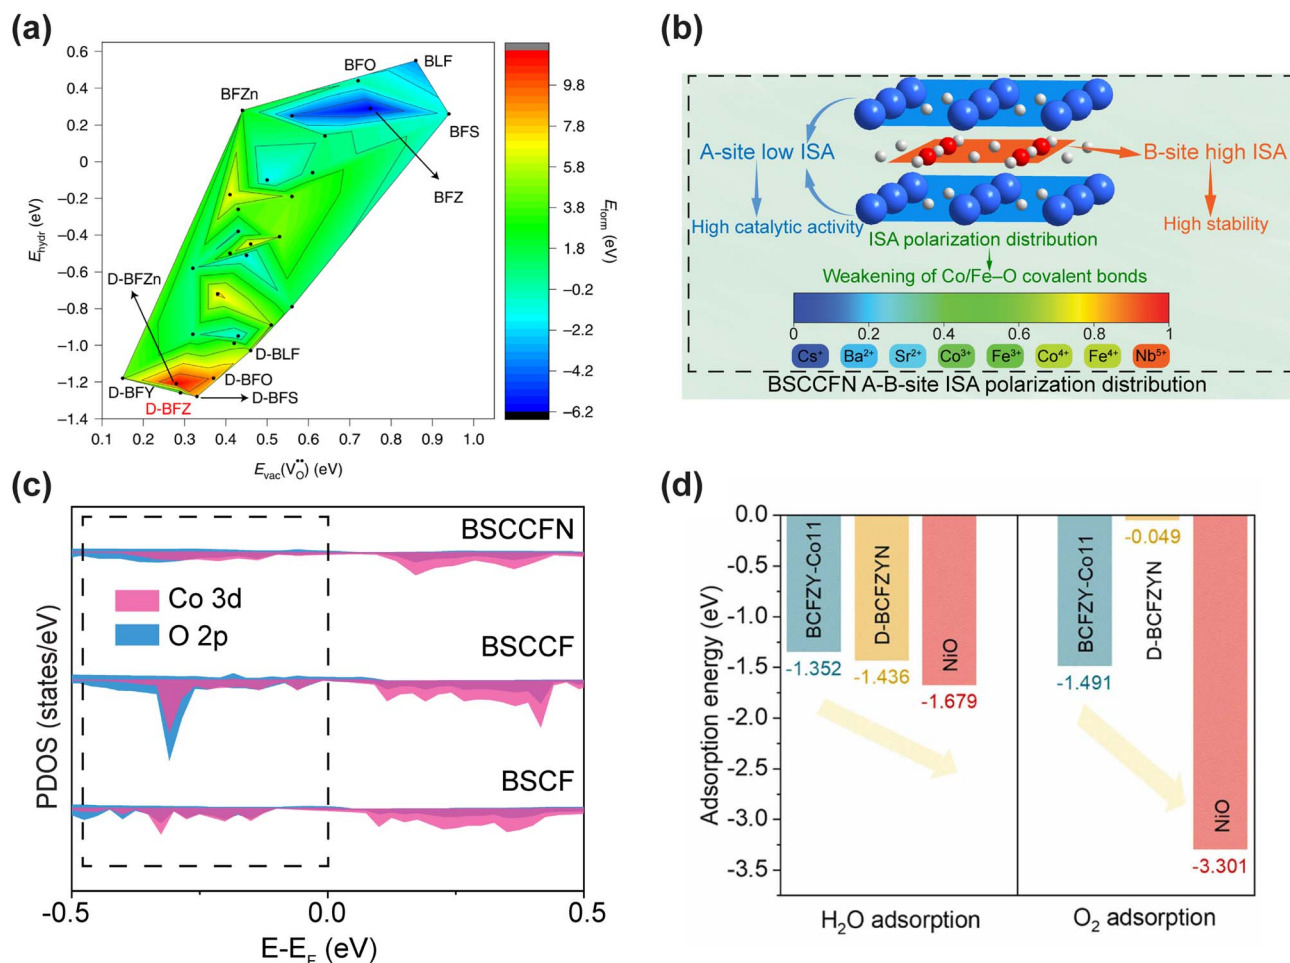 (a)
0.6
0.4
0.2
0
−0.2
−0.4
−0.6
−0.8
−1.0
−1.2
−1.4
E_hydr (eV)
0.1 0.2 0.3 0.4 0.5 0.6 0.7 0.8 0.9 1.0
E_vac(V_O^••) (eV)
BLF
BFO
BFZn
BFS
BFZ
D-BFZn
D-BLF
D-BFO
D-BFY
D-BFZ
D-BFS
9.8
7.8
5.8
3.8
1.8
−0.2
−2.2
−4.2
−6.2
E_form (eV)
(b)
A-site low ISA
B-site high ISA
High catalytic activity
High stability
ISA polarization distribution
Weakening of Co/Fe–O covalent bonds
0 0.2 0.4 0.6 0.8 1
Cs⁺ Ba²⁺ Sr²⁺ Co³⁺ Fe³⁺ Co⁴⁺ Fe⁴⁺ Nb⁵⁺
BSCCFN A-B-site ISA polarization distribution
(c)
BSCCFN
Co 3d
O 2p
BSCCF
BSCF
PDOS (states/eV)
-0.5 0.0 0.5
E-E_F (eV)
(d)
0.0
-0.5
-1.0
-1.5
-2.0
-2.5
-3.0
-3.5
Adsorption energy (eV)
BCFZY-Co11
-1.352
D-BCFZYN
-1.436
NiO
-1.679
BCFZY-Co11
-1.491
-0.049
D-BCFZYN
NiO
-3.301
H₂O adsorption
O₂ adsorption